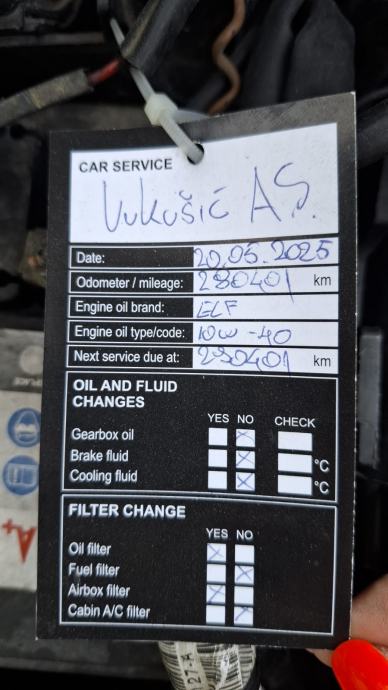 CAR SERVICE
Vukušić A.S.
Date: 20.05.2025
Odometer / mileage: 280401 km
Engine oil brand: ELF
Engine oil type/code: 10W-40
Next service due at: 290401 km
OIL AND FLUID
CHANGES
YES NO CHECK
Gearbox oil
Brake fluid °C
Cooling fluid °C
FILTER CHANGE
YES NO
Oil filter
Fuel filter
Airbox filter
Cabin A/C filter
A+